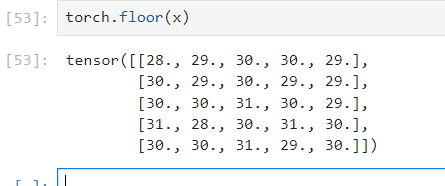 [53]: torch.floor(x)
[53]: tensor([[28., 29., 30., 30., 29.],
[30., 29., 30., 29., 29.],
[30., 30., 31., 30., 29.],
[31., 28., 30., 31., 30.],
[30., 30., 31., 29., 30.]])